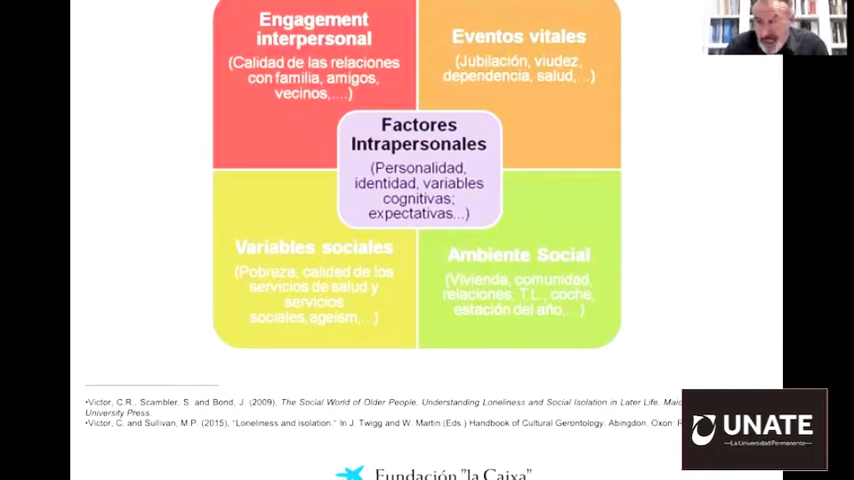 Engagement
interpersonal
(Calidad de las relaciones
con familia, amigos,
vecinos,....)
Eventos vitales
(Jubilación, viudez,
dependencia, salud,...)
Factores
Intrapersonales
(Personalidad,
identidad, variables
cognitivas;
expectativas...)
Variables sociales
(Pobreza, calidad de los
servicios de salud y
servicios
sociales, ageism,...)
Ambiente Social
(Vivienda, comunidad,
relaciones, T.L., coche,
estación del año,...)
•Victor, C.R., Scambler, S. and Bond, J. (2009). The Social World of Older People. Understanding Loneliness and Social Isolation in Later Life.
University Press.
•Victor, C. and Sullivan, M.P. (2015), "Loneliness and isolation." In J. Twigg and W. Martin (Eds.) Handbook of Cultural Gerontology. Abingdon, Oxon:
UNATE
La Universidad Permanente
Fundación "la Caixa"